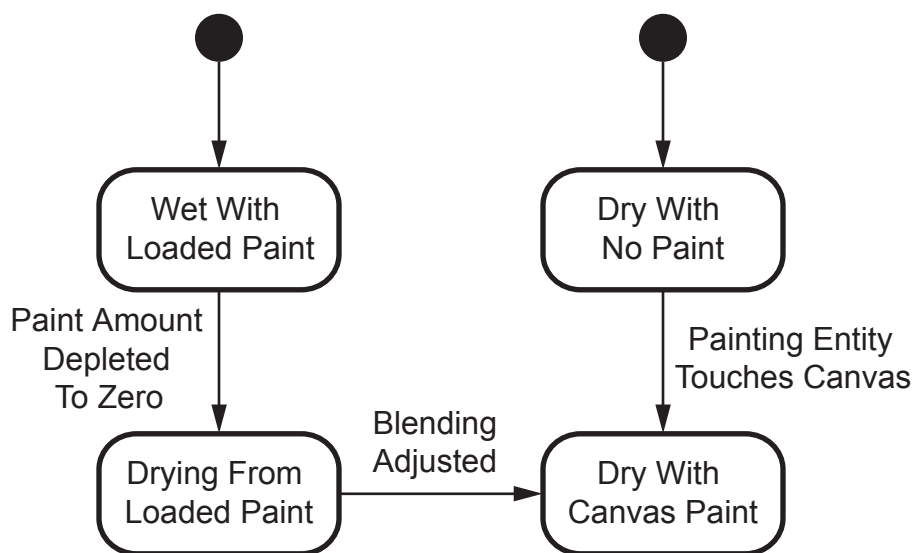 Wet With
Loaded Paint
Dry With
No Paint
Paint Amount
Depleted
To Zero
Painting Entity
Touches Canvas
Drying From
Loaded Paint
Blending
Adjusted
Dry With
Canvas Paint